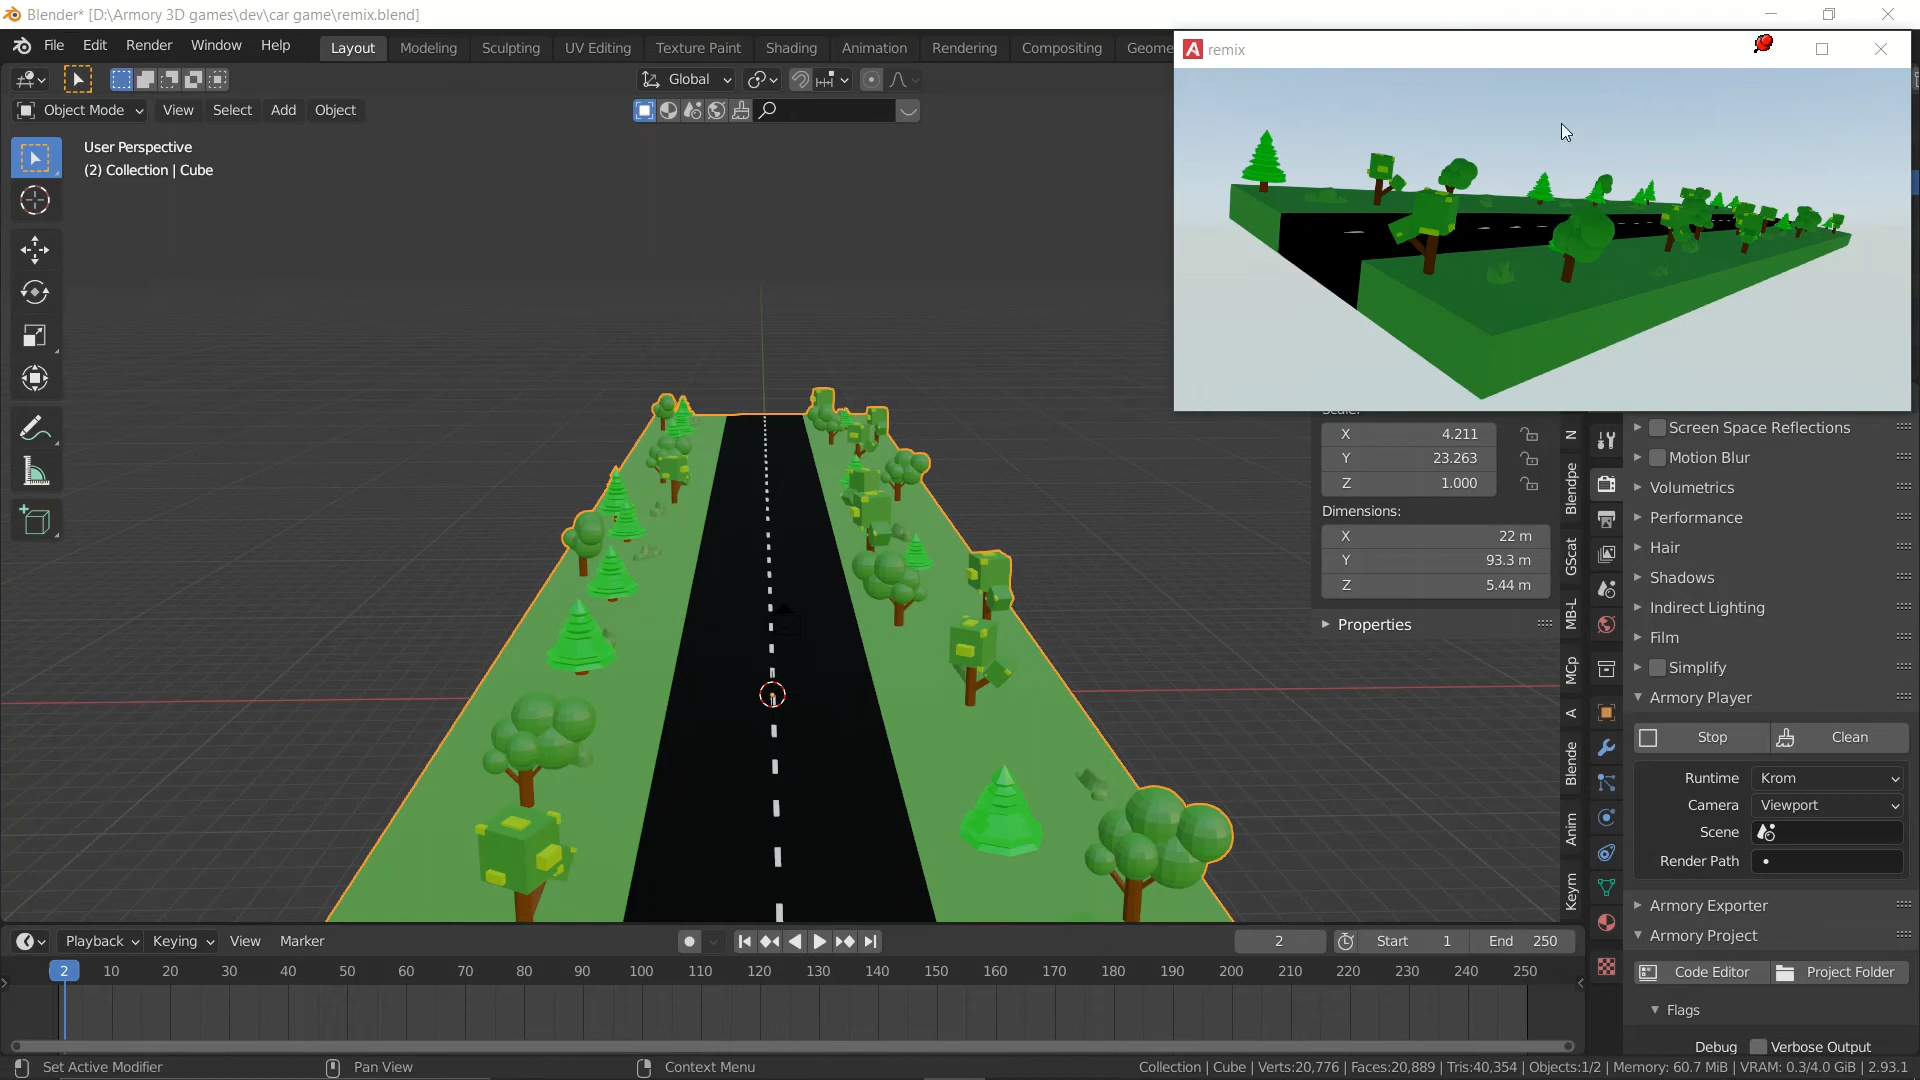 Blender* [D:\Armory 3D games\dev\car game\remix.blend]
File Edit Render Window Help
Layout Modeling Sculpting UV Editing Texture Paint Shading Animation Rendering Compositing Geome
remix
Global
Object Mode View Select Add Object
User Perspective
(2) Collection | Cube
X 4.211
Y 23.263
Z 1.000
Dimensions:
X 22 m
Y 93.3 m
Z 5.44 m
Properties
N
Blendpe
GScat
MB-L
MCp
A
Blende
Anim
Keym
Screen Space Reflections
Motion Blur
Volumetrics
Performance
Hair
Shadows
Indirect Lighting
Film
Simplify
Armory Player
Stop Clean
Runtime Krom
Camera Viewport
Scene
Render Path
Armory Exporter
Armory Project
Code Editor Project Folder
Flags
Debug Verbose Output
Playback Keying View Marker 2 Start 1 End 250
2 10 20 30 40 50 60 70 80 90 100 110 120 130 140 150 160 170 180 190 200 210 220 230 240 250
Set Active Modifier Pan View Context Menu Collection | Cube | Verts:20,776 | Faces:20,889 | Tris:40,354 | Objects:1/2 | Memory: 60.7 MiB | VRAM: 0.3/4.0 GiB | 2.93.1